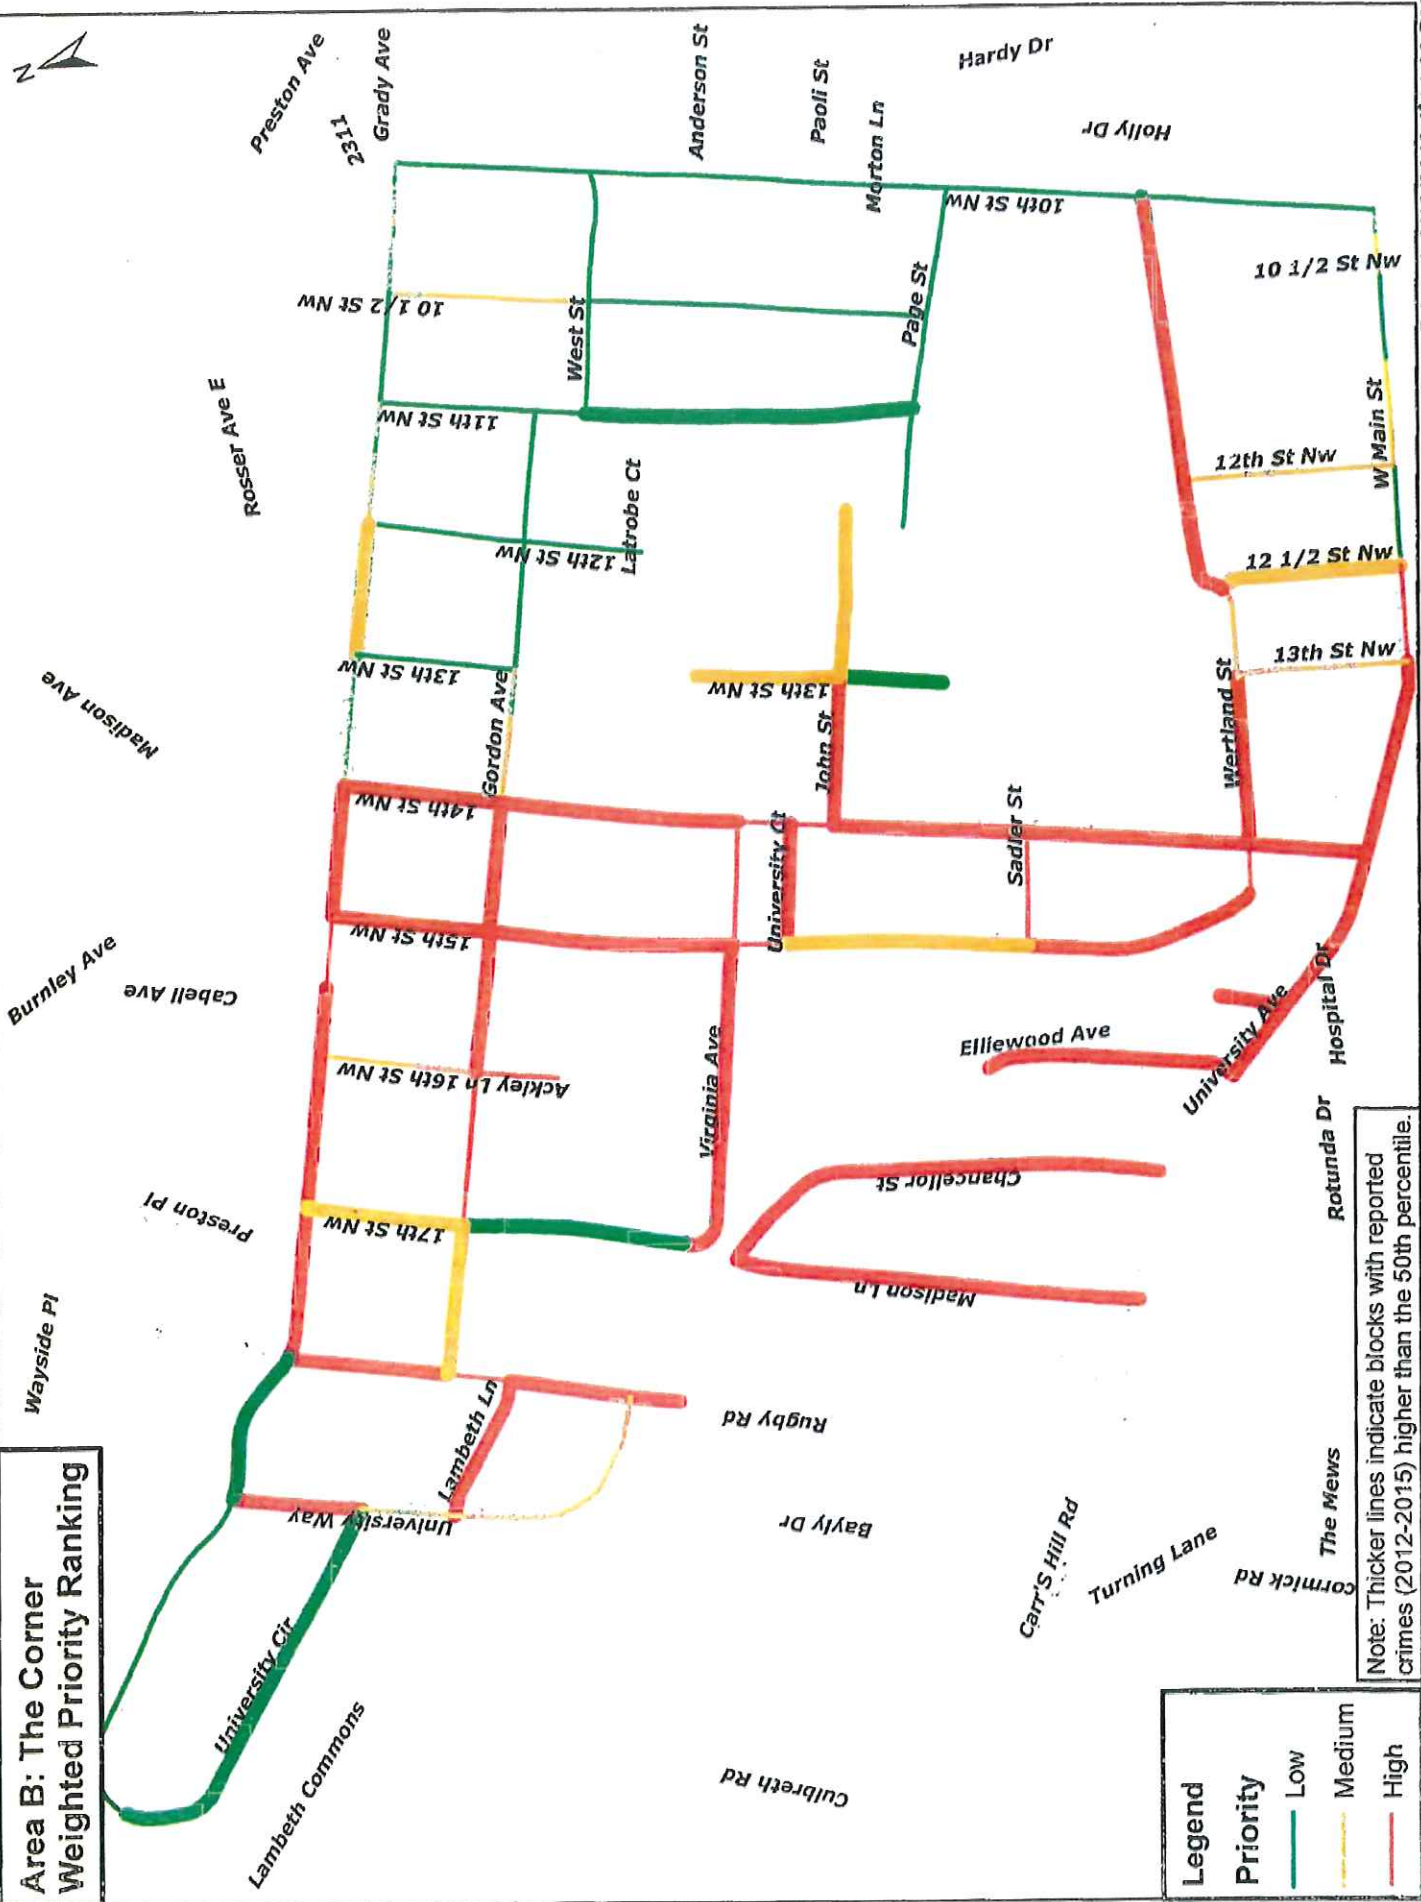 Area B: The Corner
Weighted Priority Ranking
N
Preston Ave
2311
Grady Ave
Anderson St
Paoli St
Morton Ln
Hardy Dr
Holly Dr
10th St NW
10 1/2 St Nw
10 1/2 St NW
West St
Page St
11th St NW
Rosser Ave E
Latrobe Ct
12th St NW
12th St Nw
W Main St
12 1/2 St Nw
13th St Nw
13th St NW
13th St NW
Madison Ave
Gordon Ave
John St
Wertland St
14th St NW
University Ct
Sadler St
15th St NW
Burnley Ave
Cabell Ave
16th St NW
Ackley Ln
Virginia Ave
Elliewood Ave
University Ave
Hospital Dr
Rotunda Dr
Chancellor St
Madison Ln
17th St NW
Preston Pl
Wayside Pl
Lambeth Ln
Rugby Rd
University Way
Bayly Dr
Carr'S Hill Rd
Turning Lane
The Mews
cormick Rd
University Cir
Lambeth Commons
Culbreth Rd
Note: Thicker lines indicate blocks with reported
crimes (2012-2015) higher than the 50th percentile.
Legend
Priority
Low
Medium
High